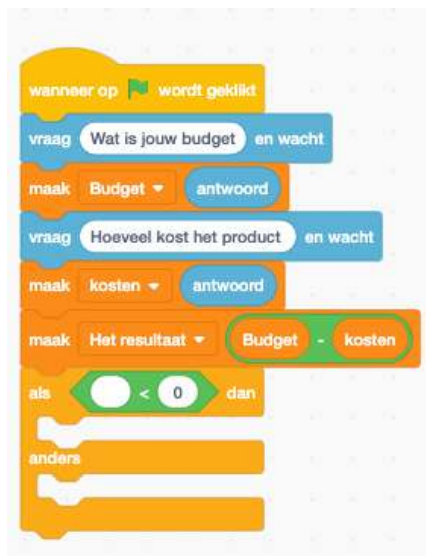 wanneer op wordt geklikt
vraag Wat is jouw budget en wacht
maak Budget antwoord
vraag Hoeveel kost het product en wacht
maak kosten antwoord
maak Het resultaat Budget - kosten
als < 0 dan
anders